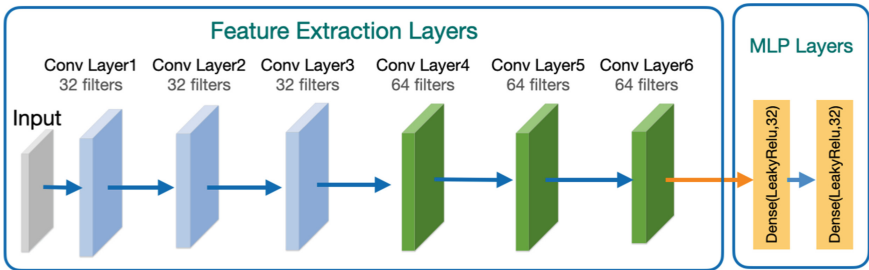 Feature Extraction Layers
MLP Layers
Conv Layer1
32 filters
Conv Layer2
32 filters
Conv Layer3
32 filters
Conv Layer4
64 filters
Conv Layer5
64 filters
Conv Layer6
64 filters
Input
Dense(LeakyRelu,32)
Dense(LeakyRelu,32)